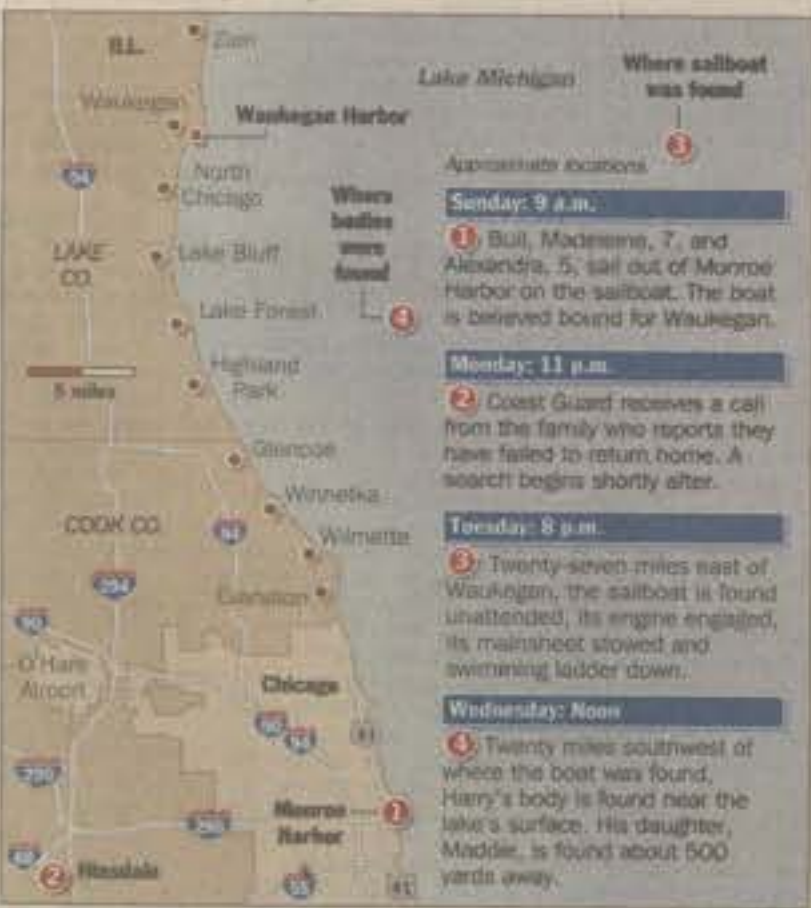 ILL.
Zion
Lake Michigan
Where sailboat
was found
3
Waukegan
Waukegan Harbor
Approximate locations
94
North
Chicago
Where
bodies
were
found
4
LAKE
CO.
Lake Bluff
Lake Forest
5 miles
Highland
Park
Glencoe
Winnetka
COOK CO.
94
Wilmette
294
Evanston
90
O'Hare
Airport
Chicago
90
94
41
290
Monroe
Harbor
1
290
88
2
Hinsdale
55
41
Sunday: 9 a.m.
1 Bull, Madeleine, 7, and
Alexandra, 5, sail out of Monroe
Harbor on the sailboat. The boat
is believed bound for Waukegan.
Monday: 11 p.m.
2 Coast Guard receives a call
from the family who reports they
have failed to return home. A
search begins shortly after.
Tuesday: 8 p.m.
3 Twenty-seven miles east of
Waukegan, the sailboat is found
unattended, its engine engaged,
its mainsheet stowed and
swimming ladder down.
Wednesday: Noon
4 Twenty miles southwest of
where the boat was found,
Harry's body is found near the
lake's surface. His daughter,
Maddie, is found about 500
yards away.